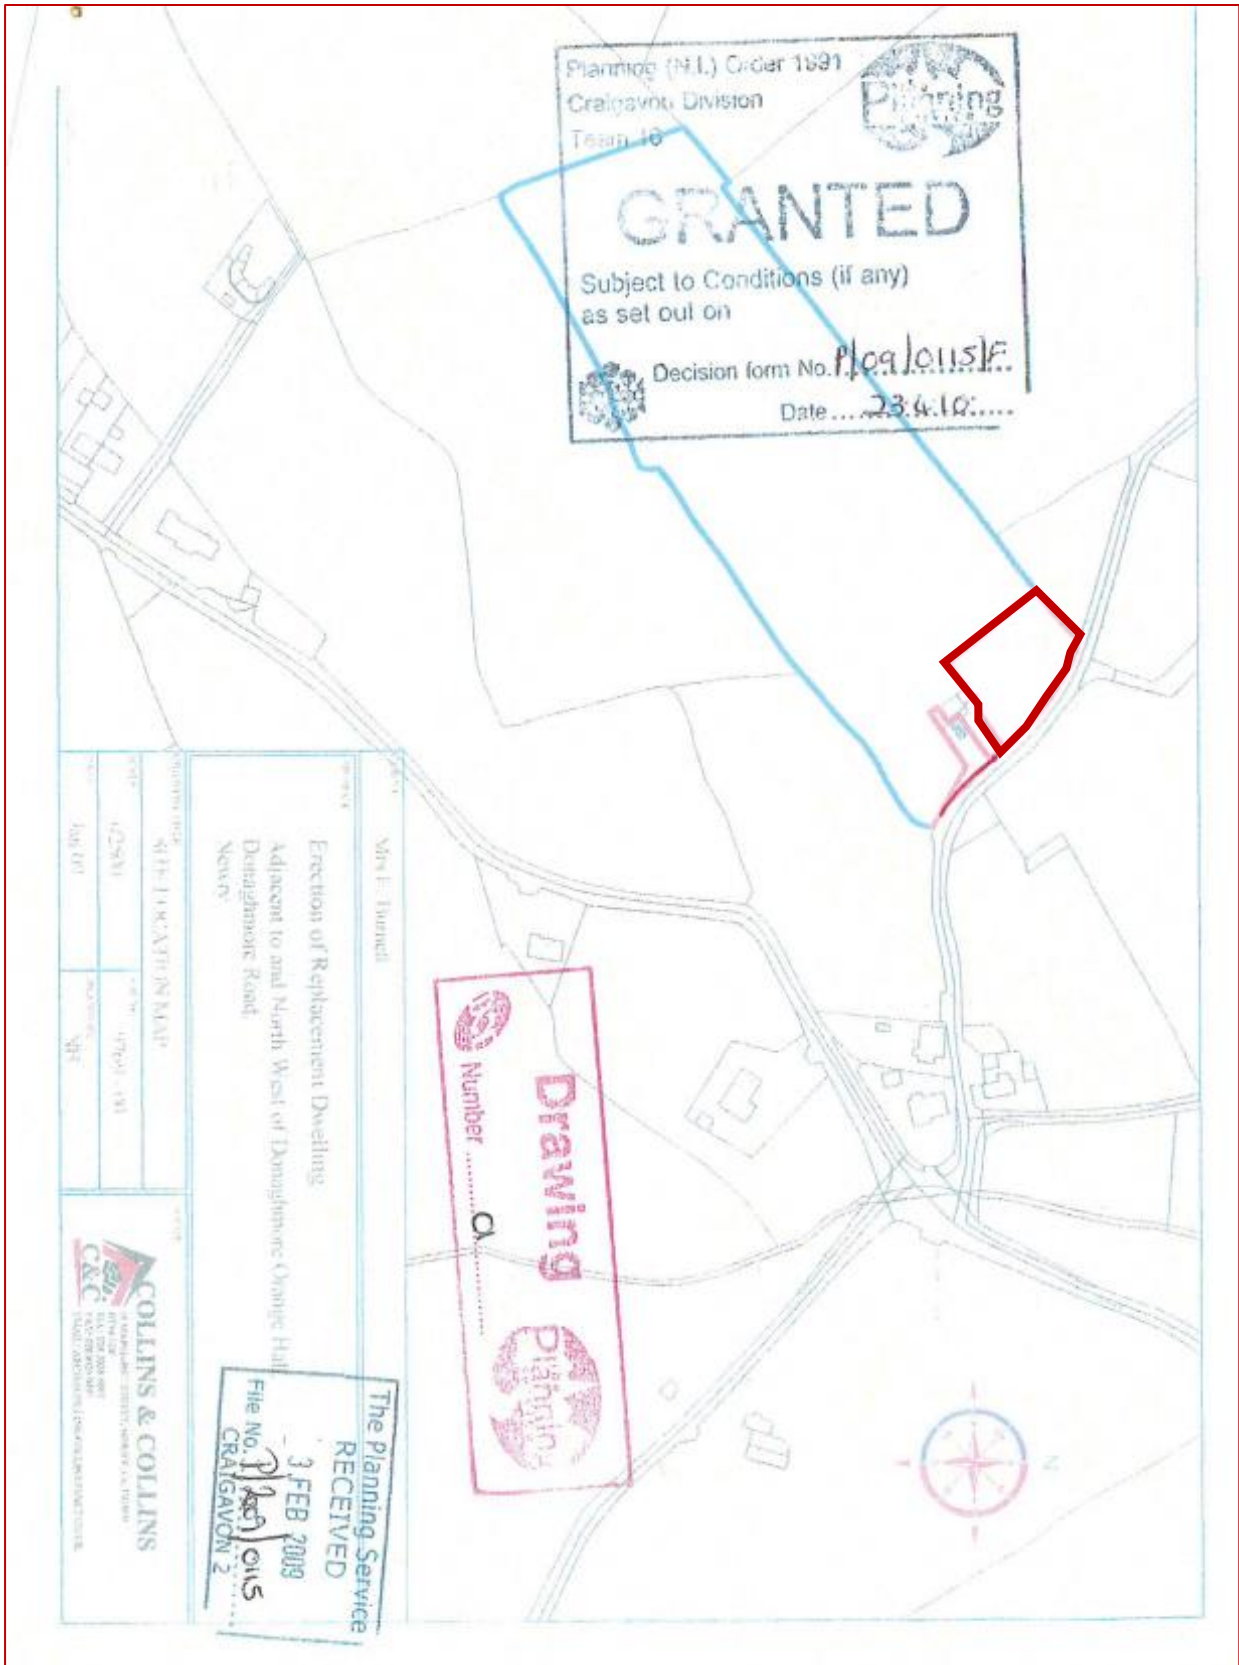 Planning (N.I.) Order 1991
Craigavon Division
Team 10
Planning
GRANTED
Subject to Conditions (if any)
as set out on
Decision form No. P/09/0115/F
Date ....23.4.10.....
Mrs
Erection of Replacement Dwelling
Adjacent to and North West of Donaghmore Orange Hall
Donaghmore Road,
Newry
SITE LOCATION MAP
Jan 09
COLLINS & COLLINS
C&C
Drawing
Number ......01..........
Planning
The Planning Service
RECEIVED
- 3 FEB 2009
File No. P/2009/0115
CRAIGAVON 2
N